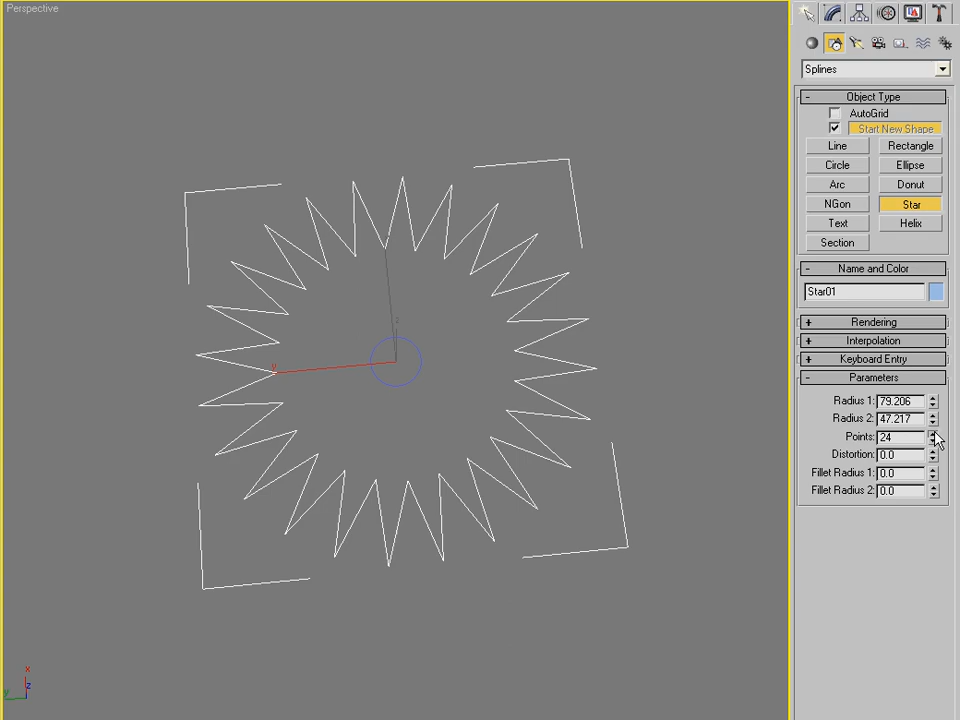 Perspective
Splines
- Object Type
AutoGrid
Start New Shape
Line Rectangle
Circle Ellipse
Arc Donut
NGon Star
Text Helix
Section
- Name and Color
Star01
+ Rendering
+ Interpolation
+ Keyboard Entry
- Parameters
Radius 1: 79.206
Radius 2: 47.217
Points: 24
Distortion: 0.0
Fillet Radius 1: 0.0
Fillet Radius 2: 0.0
z
y
x
z
y